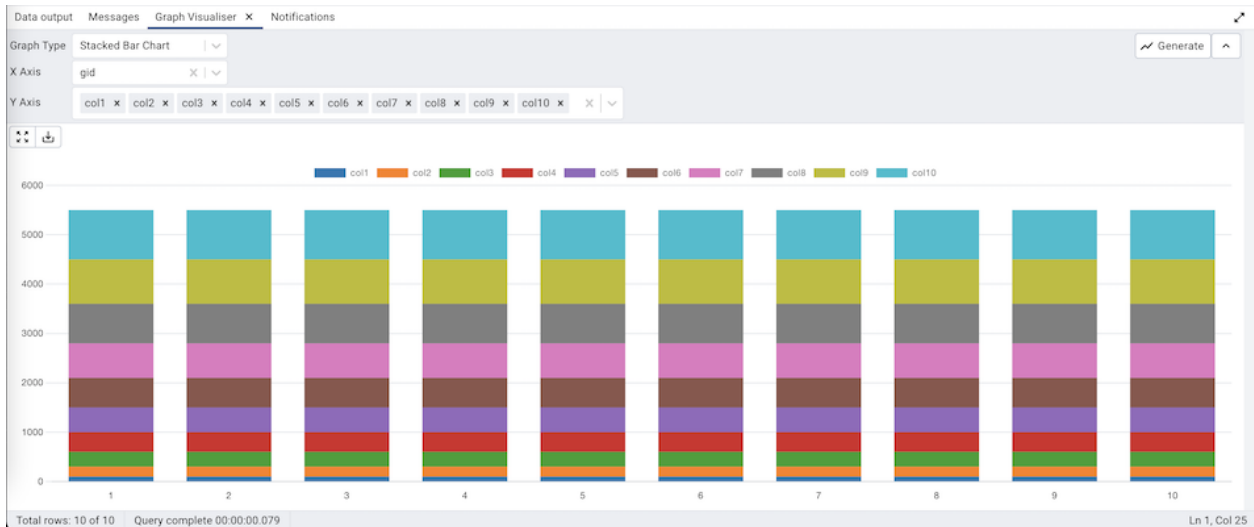 Data output Messages Graph Visualiser × Notifications
Graph Type Stacked Bar Chart Generate
X Axis gid ×
Y Axis col1 × col2 × col3 × col4 × col5 × col6 × col7 × col8 × col9 × col10 × ×
col1 col2 col3 col4 col5 col6 col7 col8 col9 col10
6000
5000
4000
3000
2000
1000
0
1 2 3 4 5 6 7 8 9 10
Total rows: 10 of 10 Query complete 00:00:00.079 Ln 1, Col 25